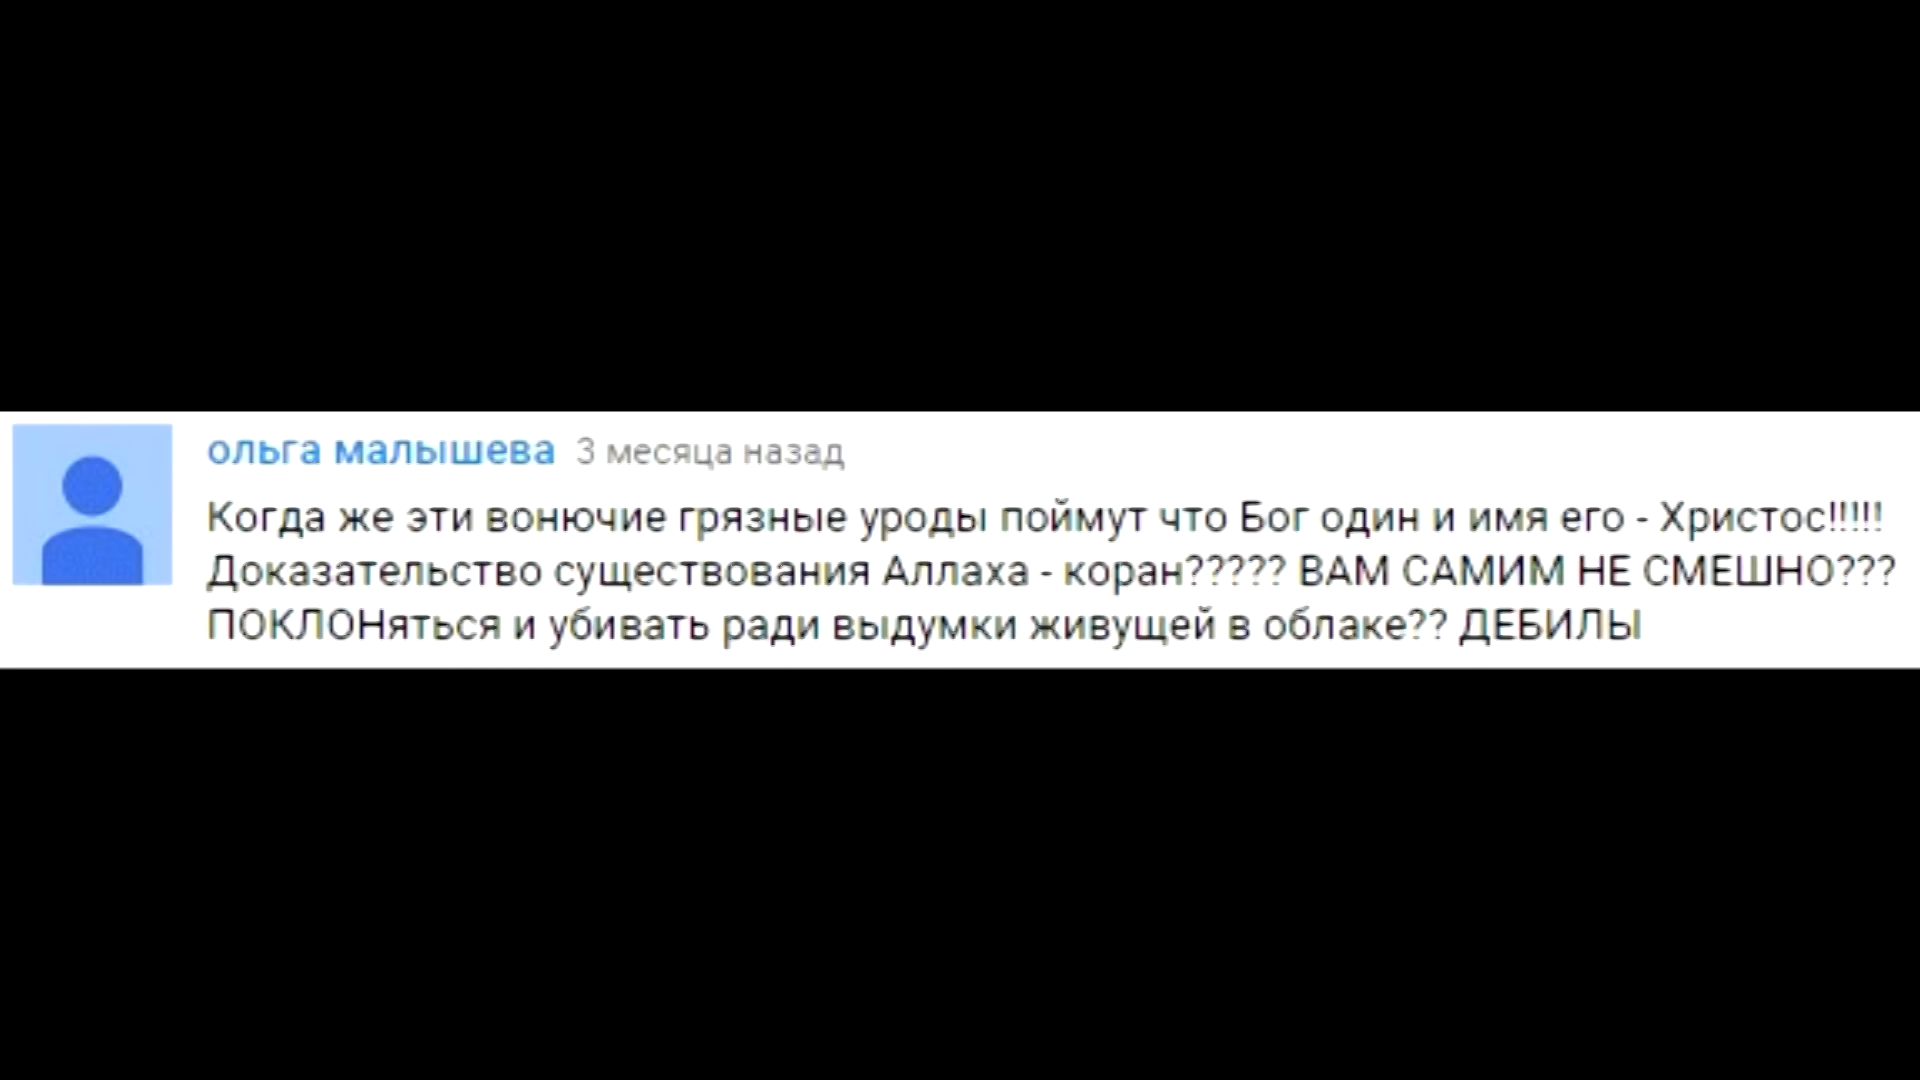 ольга малышева 3 месяца назад
Когда же эти вонючие грязные уроды поймут что Бог один и имя его - Христос!!!!!
Доказательство существования Аллаха - коран????? ВАМ САМИМ НЕ СМЕШНО???
ПОКЛОНяться и убивать ради выдумки живущей в облаке?? ДЕБИЛЫ